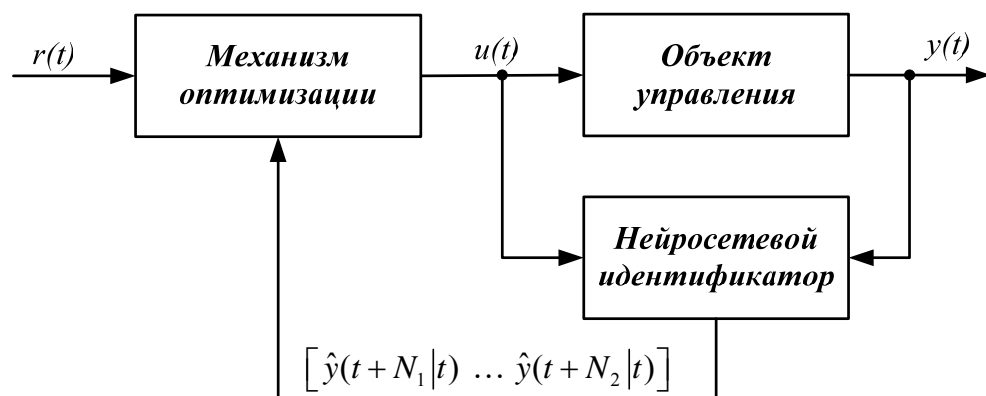 r(t)
Механизм
оптимизации
u(t)
Объект
управления
y(t)
Нейросетевой
идентификатор
[ŷ(t + N₁|t) … ŷ(t + N₂|t)]